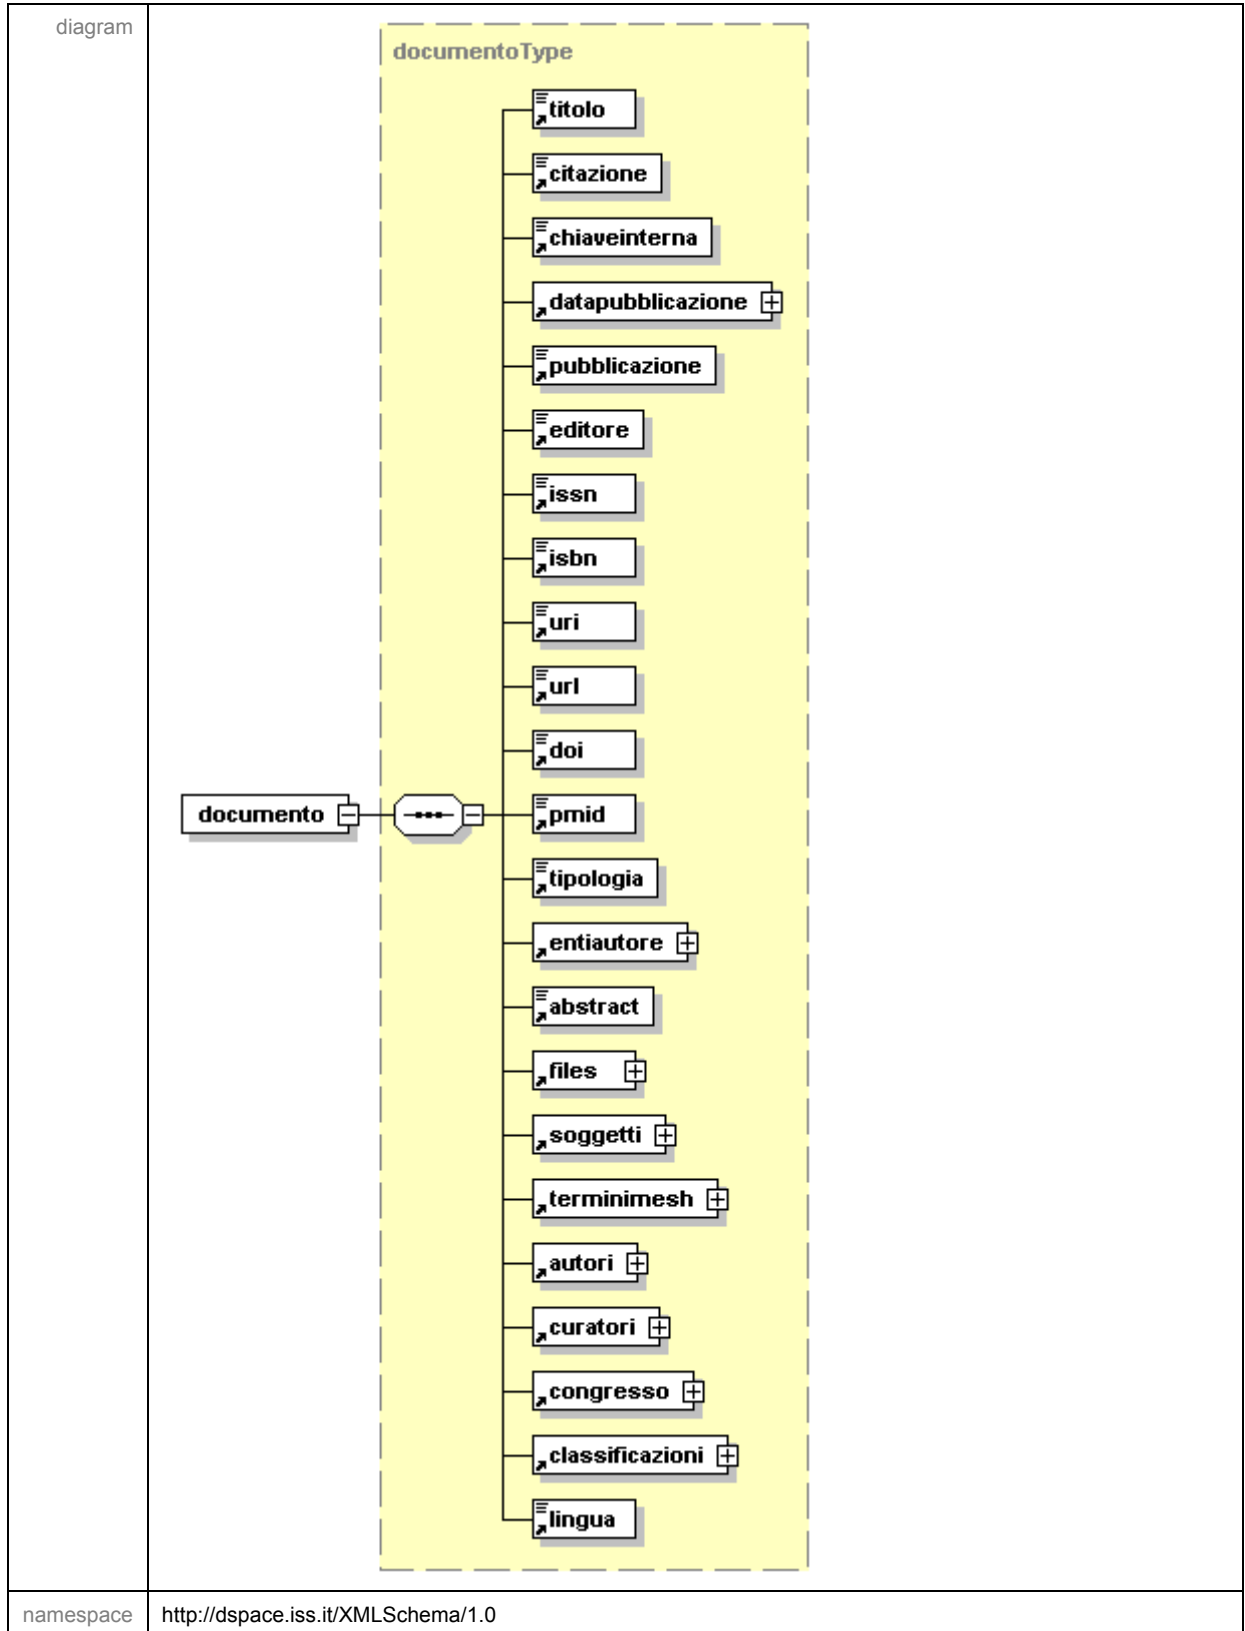 diagram
documentoType
titolo
citazione
chiaveinterna
datapubblicazione
pubblicazione
editore
issn
isbn
uri
url
doi
documento
pmid
tipologia
entiautore
abstract
files
soggetti
terminimesh
autori
curatori
congresso
classificazioni
lingua
namespace http://dspace.iss.it/XMLSchema/1.0